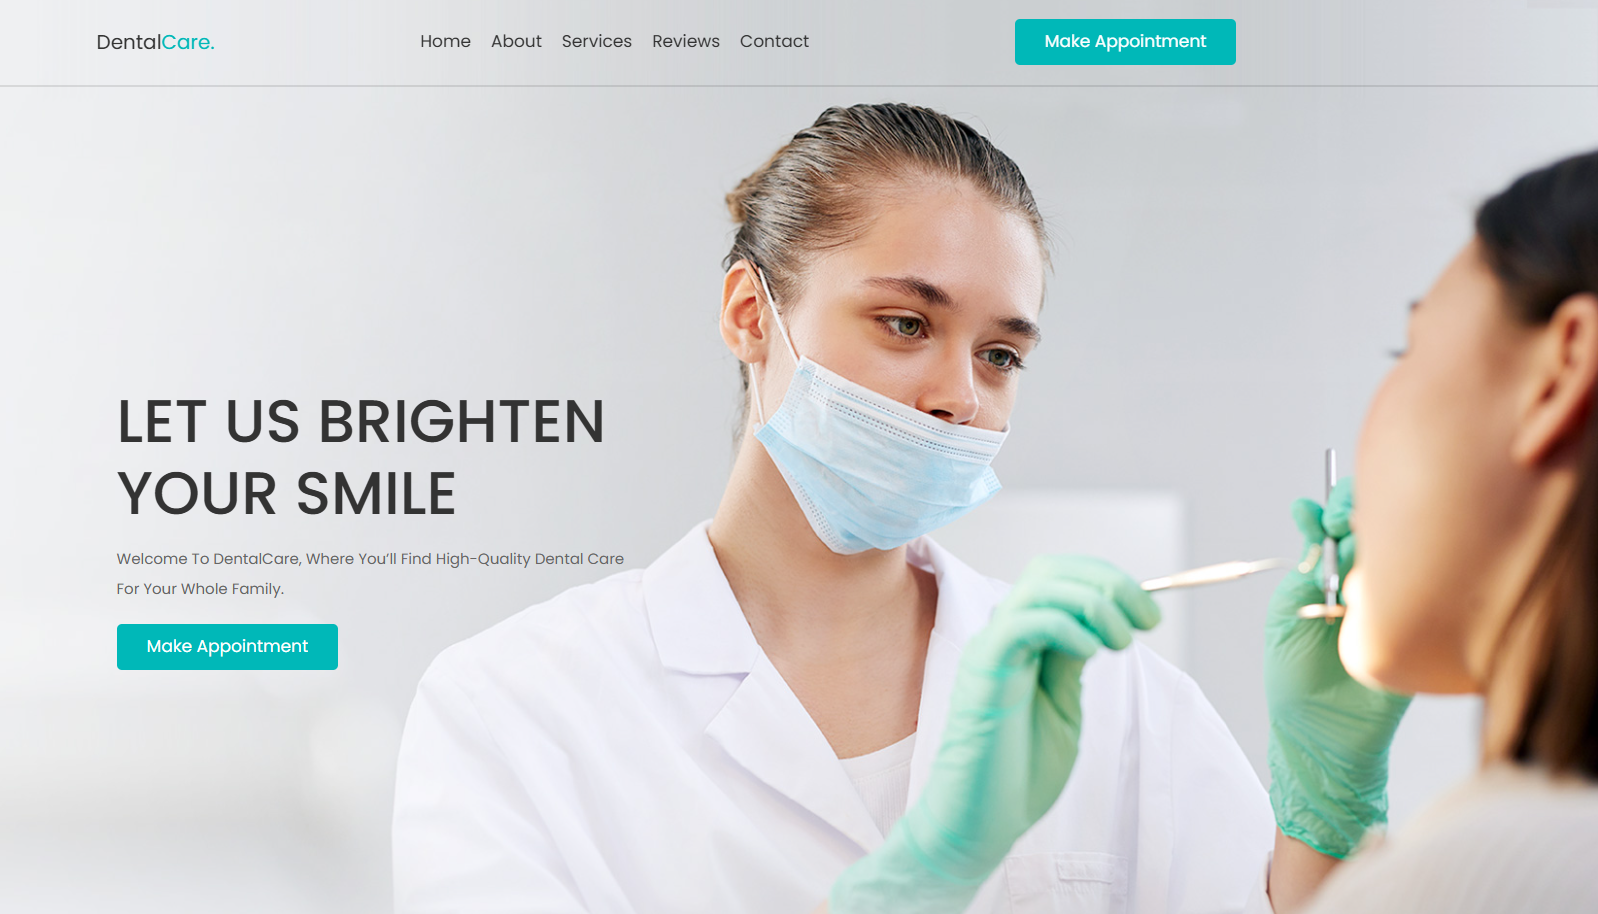 DentalCare.
Home About Services Reviews Contact
Make Appointment
LET US BRIGHTEN
YOUR SMILE
Welcome To DentalCare, Where You'll Find High-Quality Dental Care
For Your Whole Family.
Make Appointment